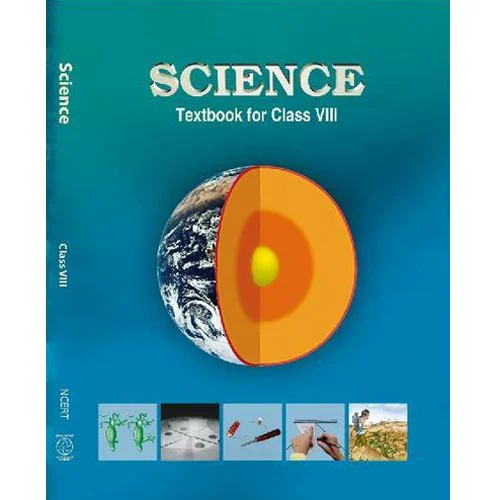 Science
Class VIII
NCERT
SCIENCE
Textbook for Class VIII